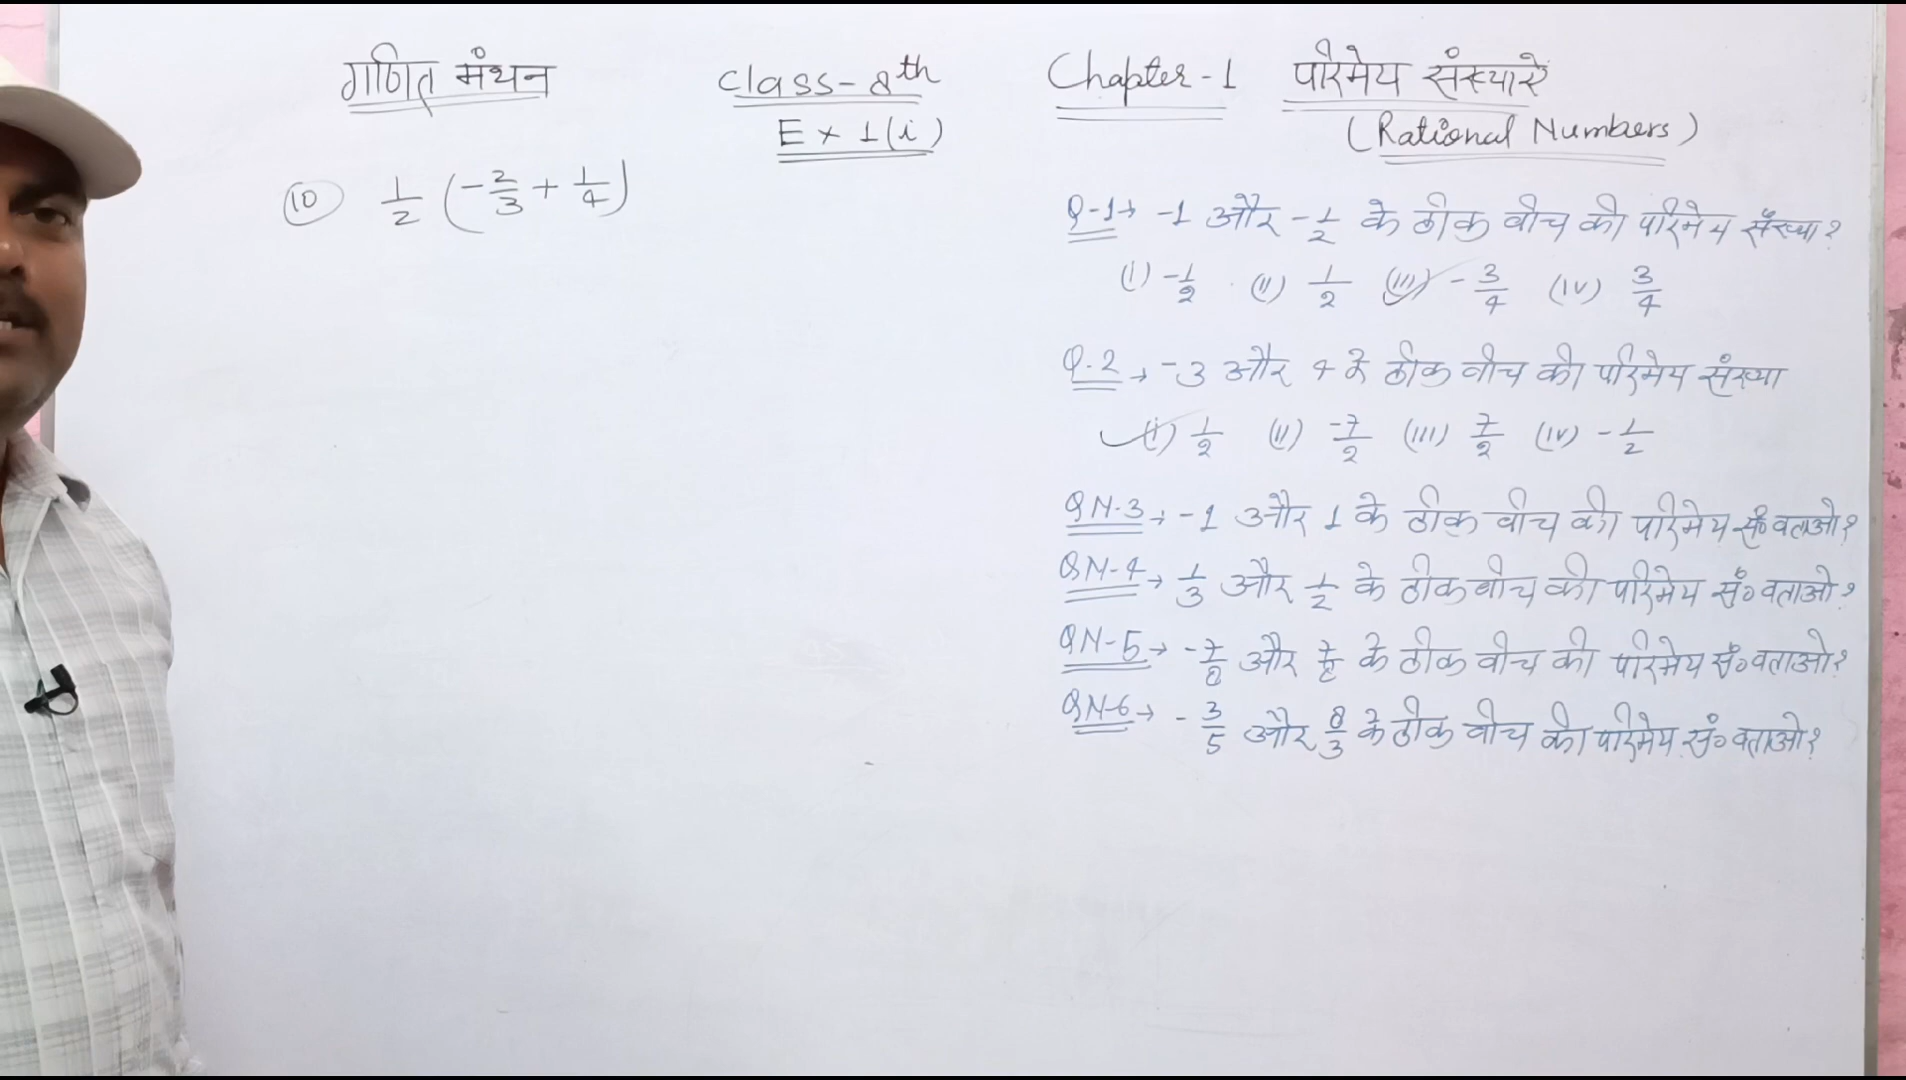 गणित मंथन
Class-8th
Ex 1(i)
Chapter-1 परिमेय संख्याऐं
(Rational Numbers)
(10) 1/2 (-2/3 + 1/4)
Q-1→ -1 और -1/2 के ठीक बीच की परिमेय संख्या?
(i) -1/2 (ii) 1/2 (iii) -3/4 (iv) 3/4
Q.2→ -3 और 4 के ठीक बीच की परिमेय संख्या
(i) 1/2 (ii) -7/2 (iii) 7/2 (iv) -1/2
QN-3→ -1 और 1 के ठीक बीच की परिमेय सं० बताओ?
QN-4→ 1/3 और 1/2 के ठीक बीच की परिमेय सं० बताओ?
QN-5→ -7/8 और 7/8 के ठीक बीच की परिमेय सं० बताओ?
QN-6→ -3/5 और 8/3 के ठीक बीच की परिमेय सं० बताओ?